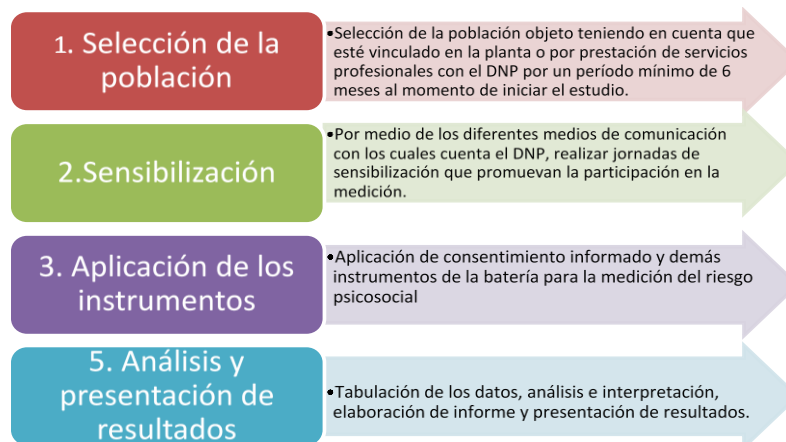 1. Selección de la
población
•Selección de la población objeto teniendo en cuenta que
esté vinculado en la planta o por prestación de servicios
profesionales con el DNP por un período mínimo de 6
meses al momento de iniciar el estudio.
2.Sensibilización
•Por medio de los diferentes medios de comunicación
con los cuales cuenta el DNP, realizar jornadas de
sensibilización que promuevan la participación en la
medición.
3. Aplicación de los
instrumentos
•Aplicación de consentimiento informado y demás
instrumentos de la batería para la medición del riesgo
psicosocial
5. Análisis y
presentación de
resultados
•Tabulación de los datos, análisis e interpretación,
elaboración de informe y presentación de resultados.